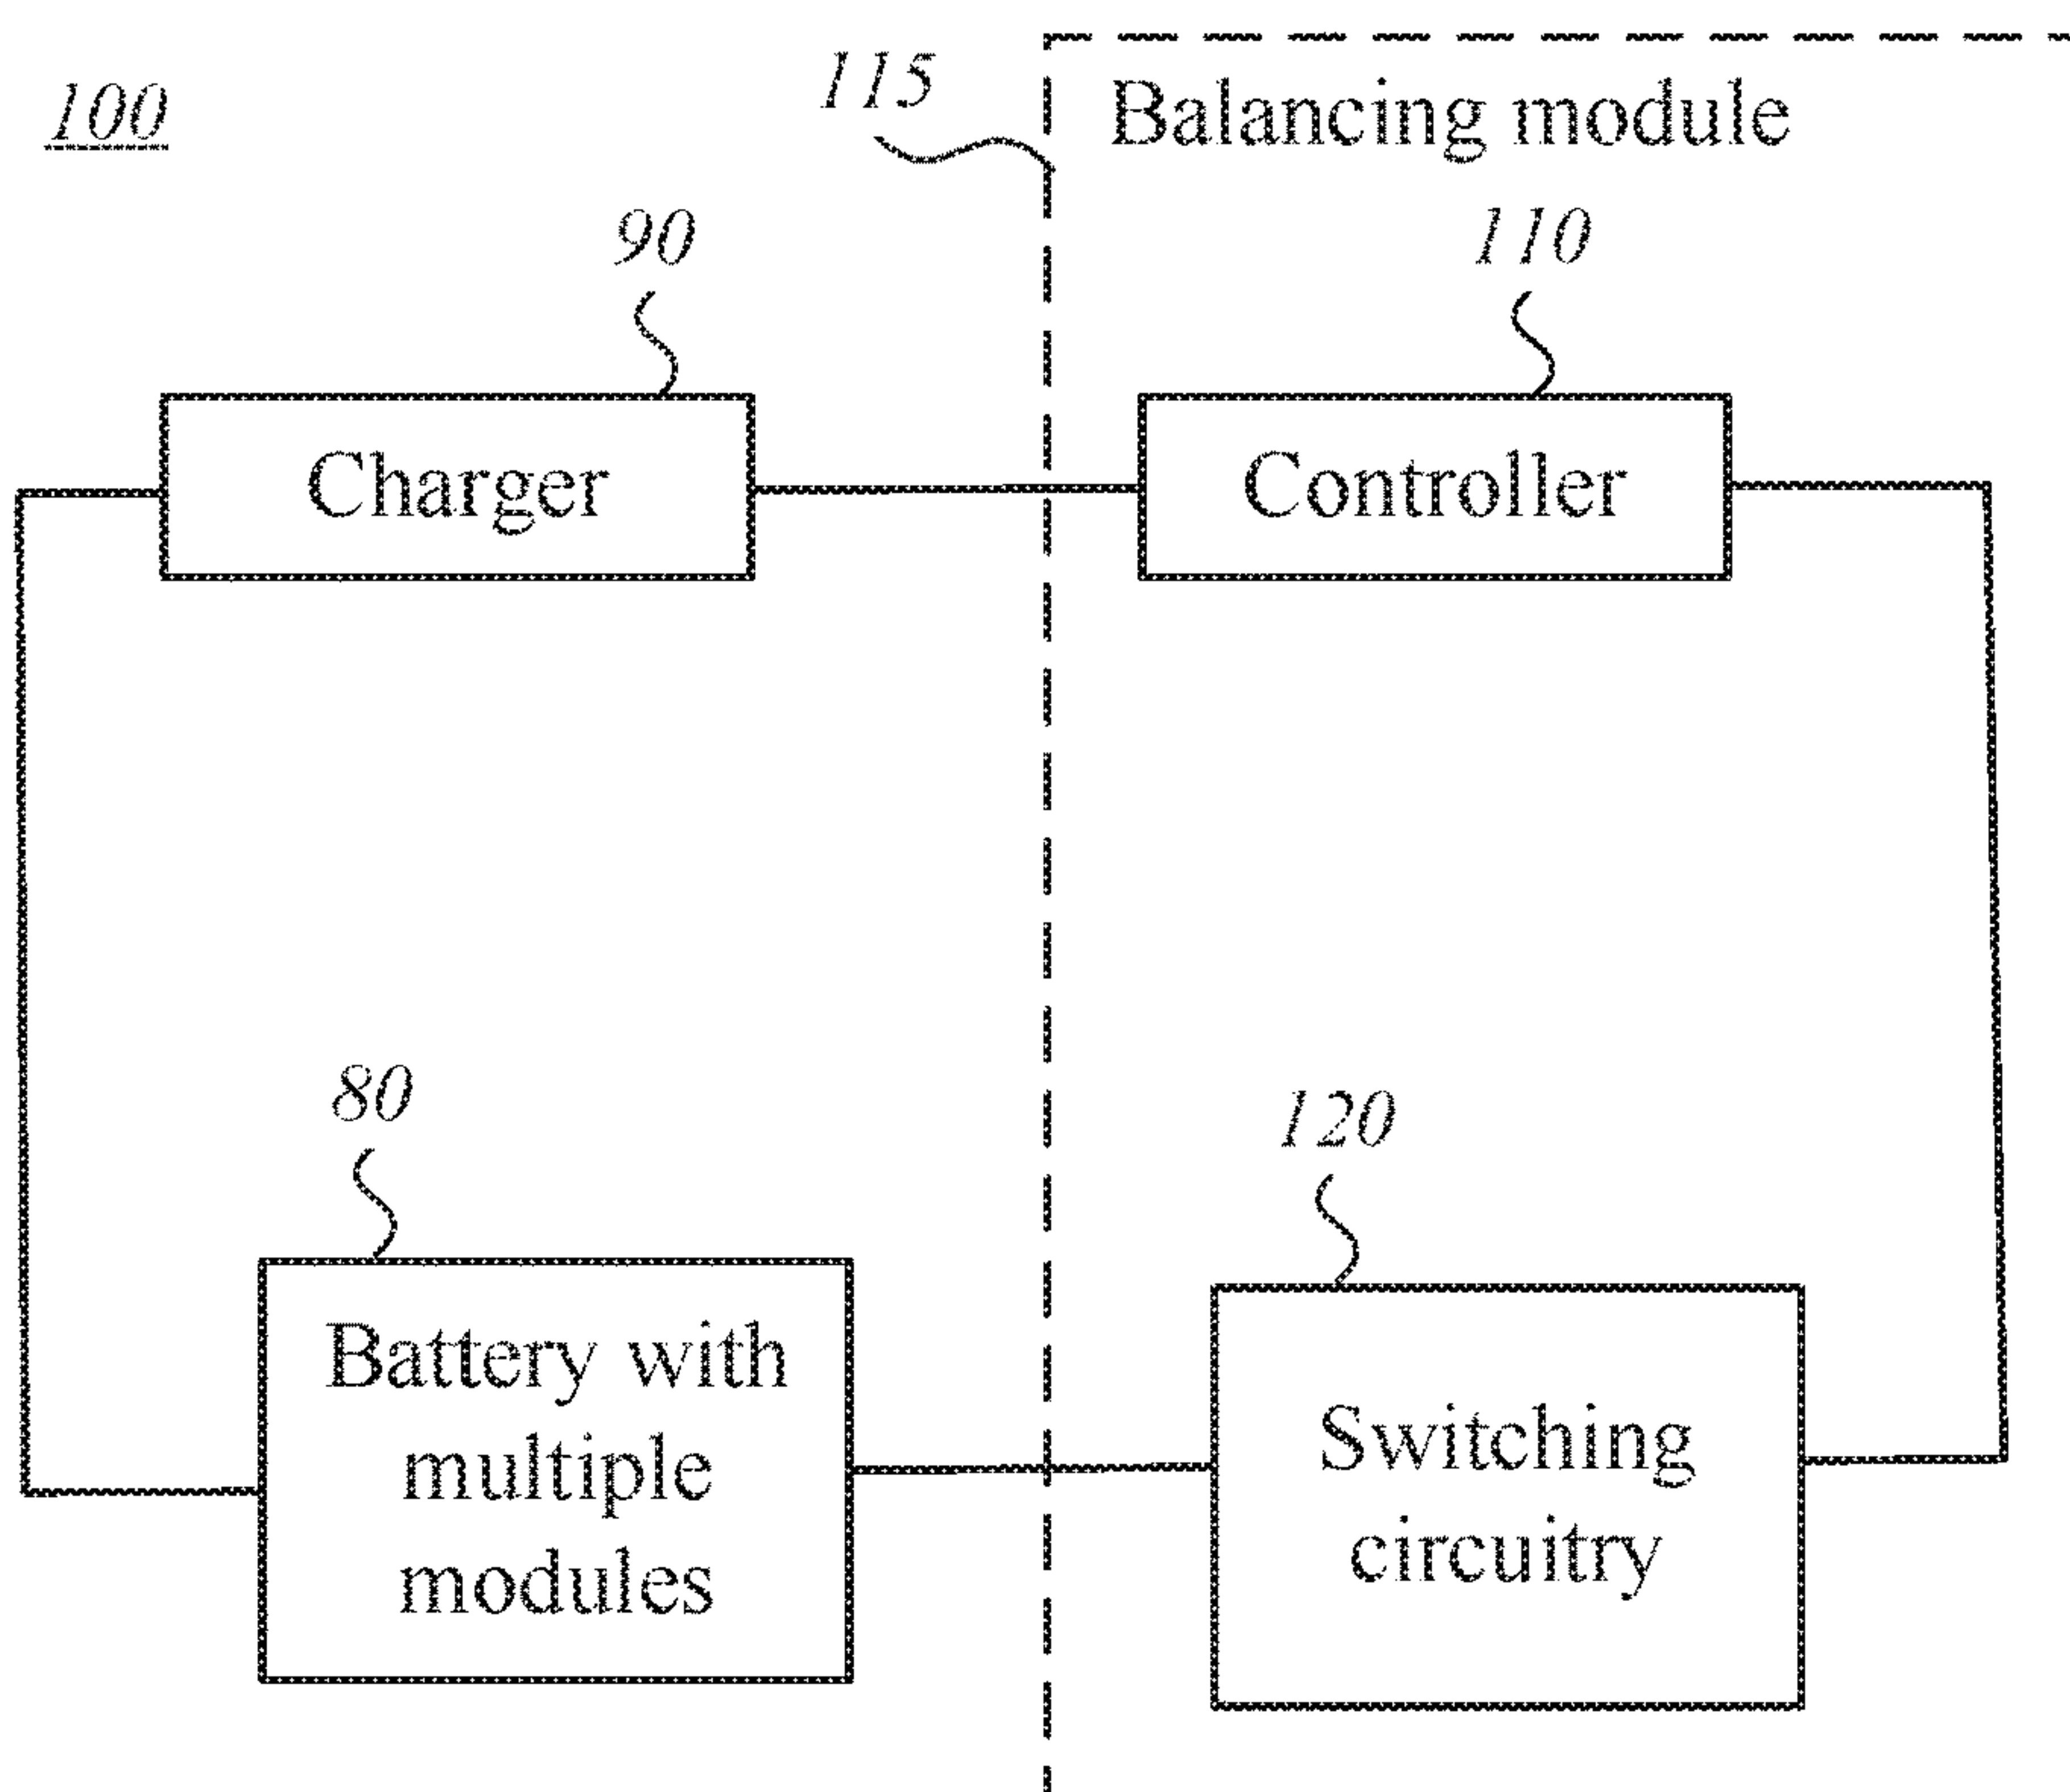 100
115
Balancing module
90
110
Charger
Controller
80
120
Battery with
multiple
modules
Switching
circuitry